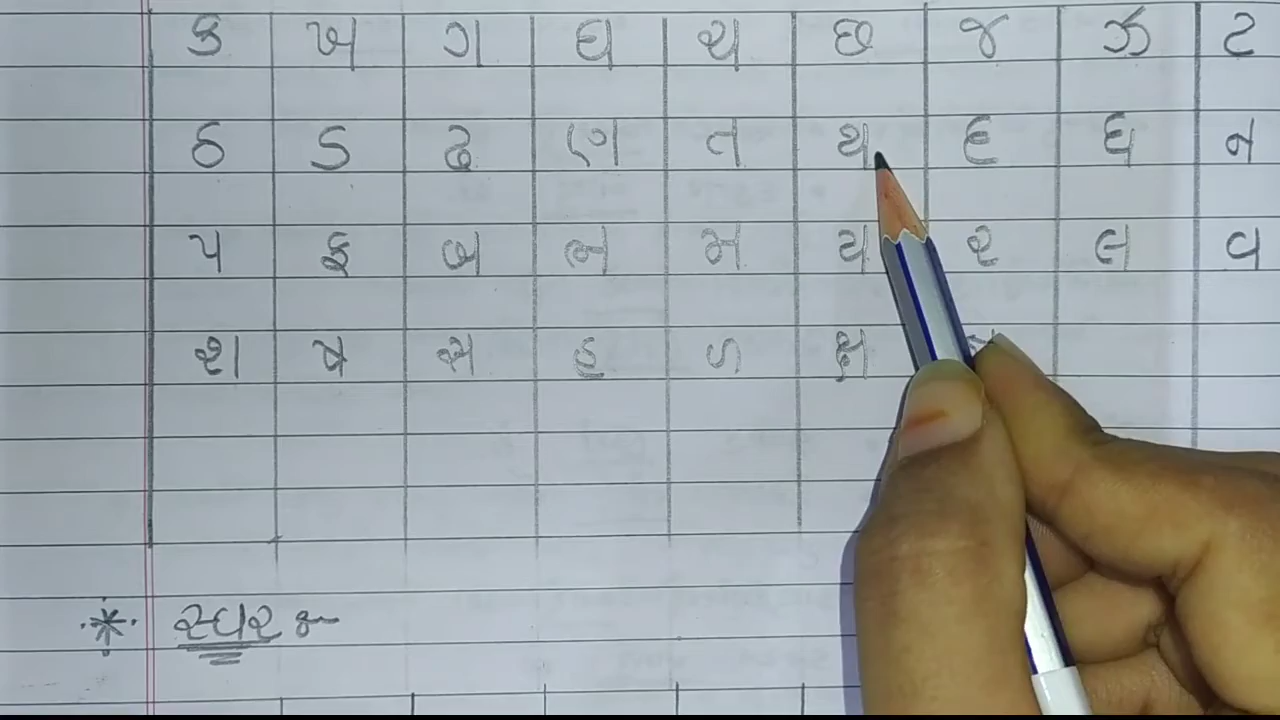 ક ખ ગ ઘ ચ છ જ ઝ ટ
ઠ ડ ઢ ણ ત થ દ ધ ન
પ ફ બ ભ મ ય ર લ વ
શ ષ સ હ ળ ક્ષ
* સ્વર :-